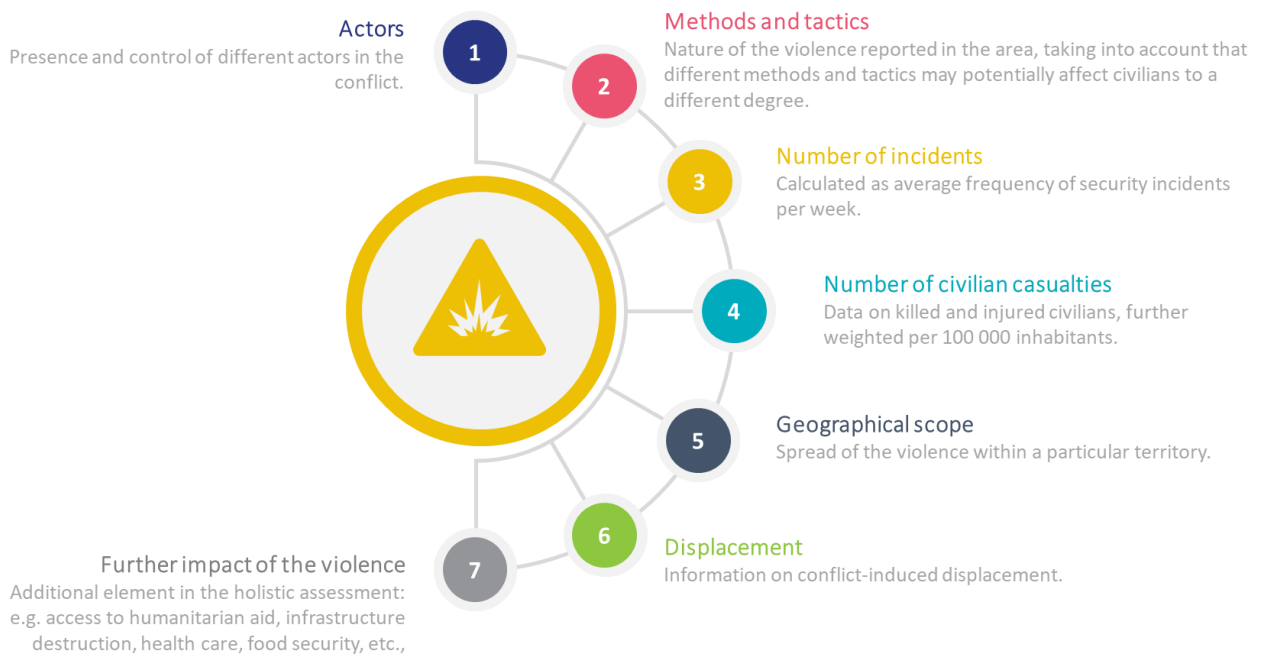 1
Actors
Presence and control of different actors in the
conflict.
2
Methods and tactics
Nature of the violence reported in the area, taking into account that
different methods and tactics may potentially affect civilians to a
different degree.
3
Number of incidents
Calculated as average frequency of security incidents
per week.
4
Number of civilian casualties
Data on killed and injured civilians, further
weighted per 100 000 inhabitants.
5
Geographical scope
Spread of the violence within a particular territory.
6
Displacement
Information on conflict-induced displacement.
7
Further impact of the violence
Additional element in the holistic assessment:
e.g. access to humanitarian aid, infrastructure
destruction, health care, food security, etc.,